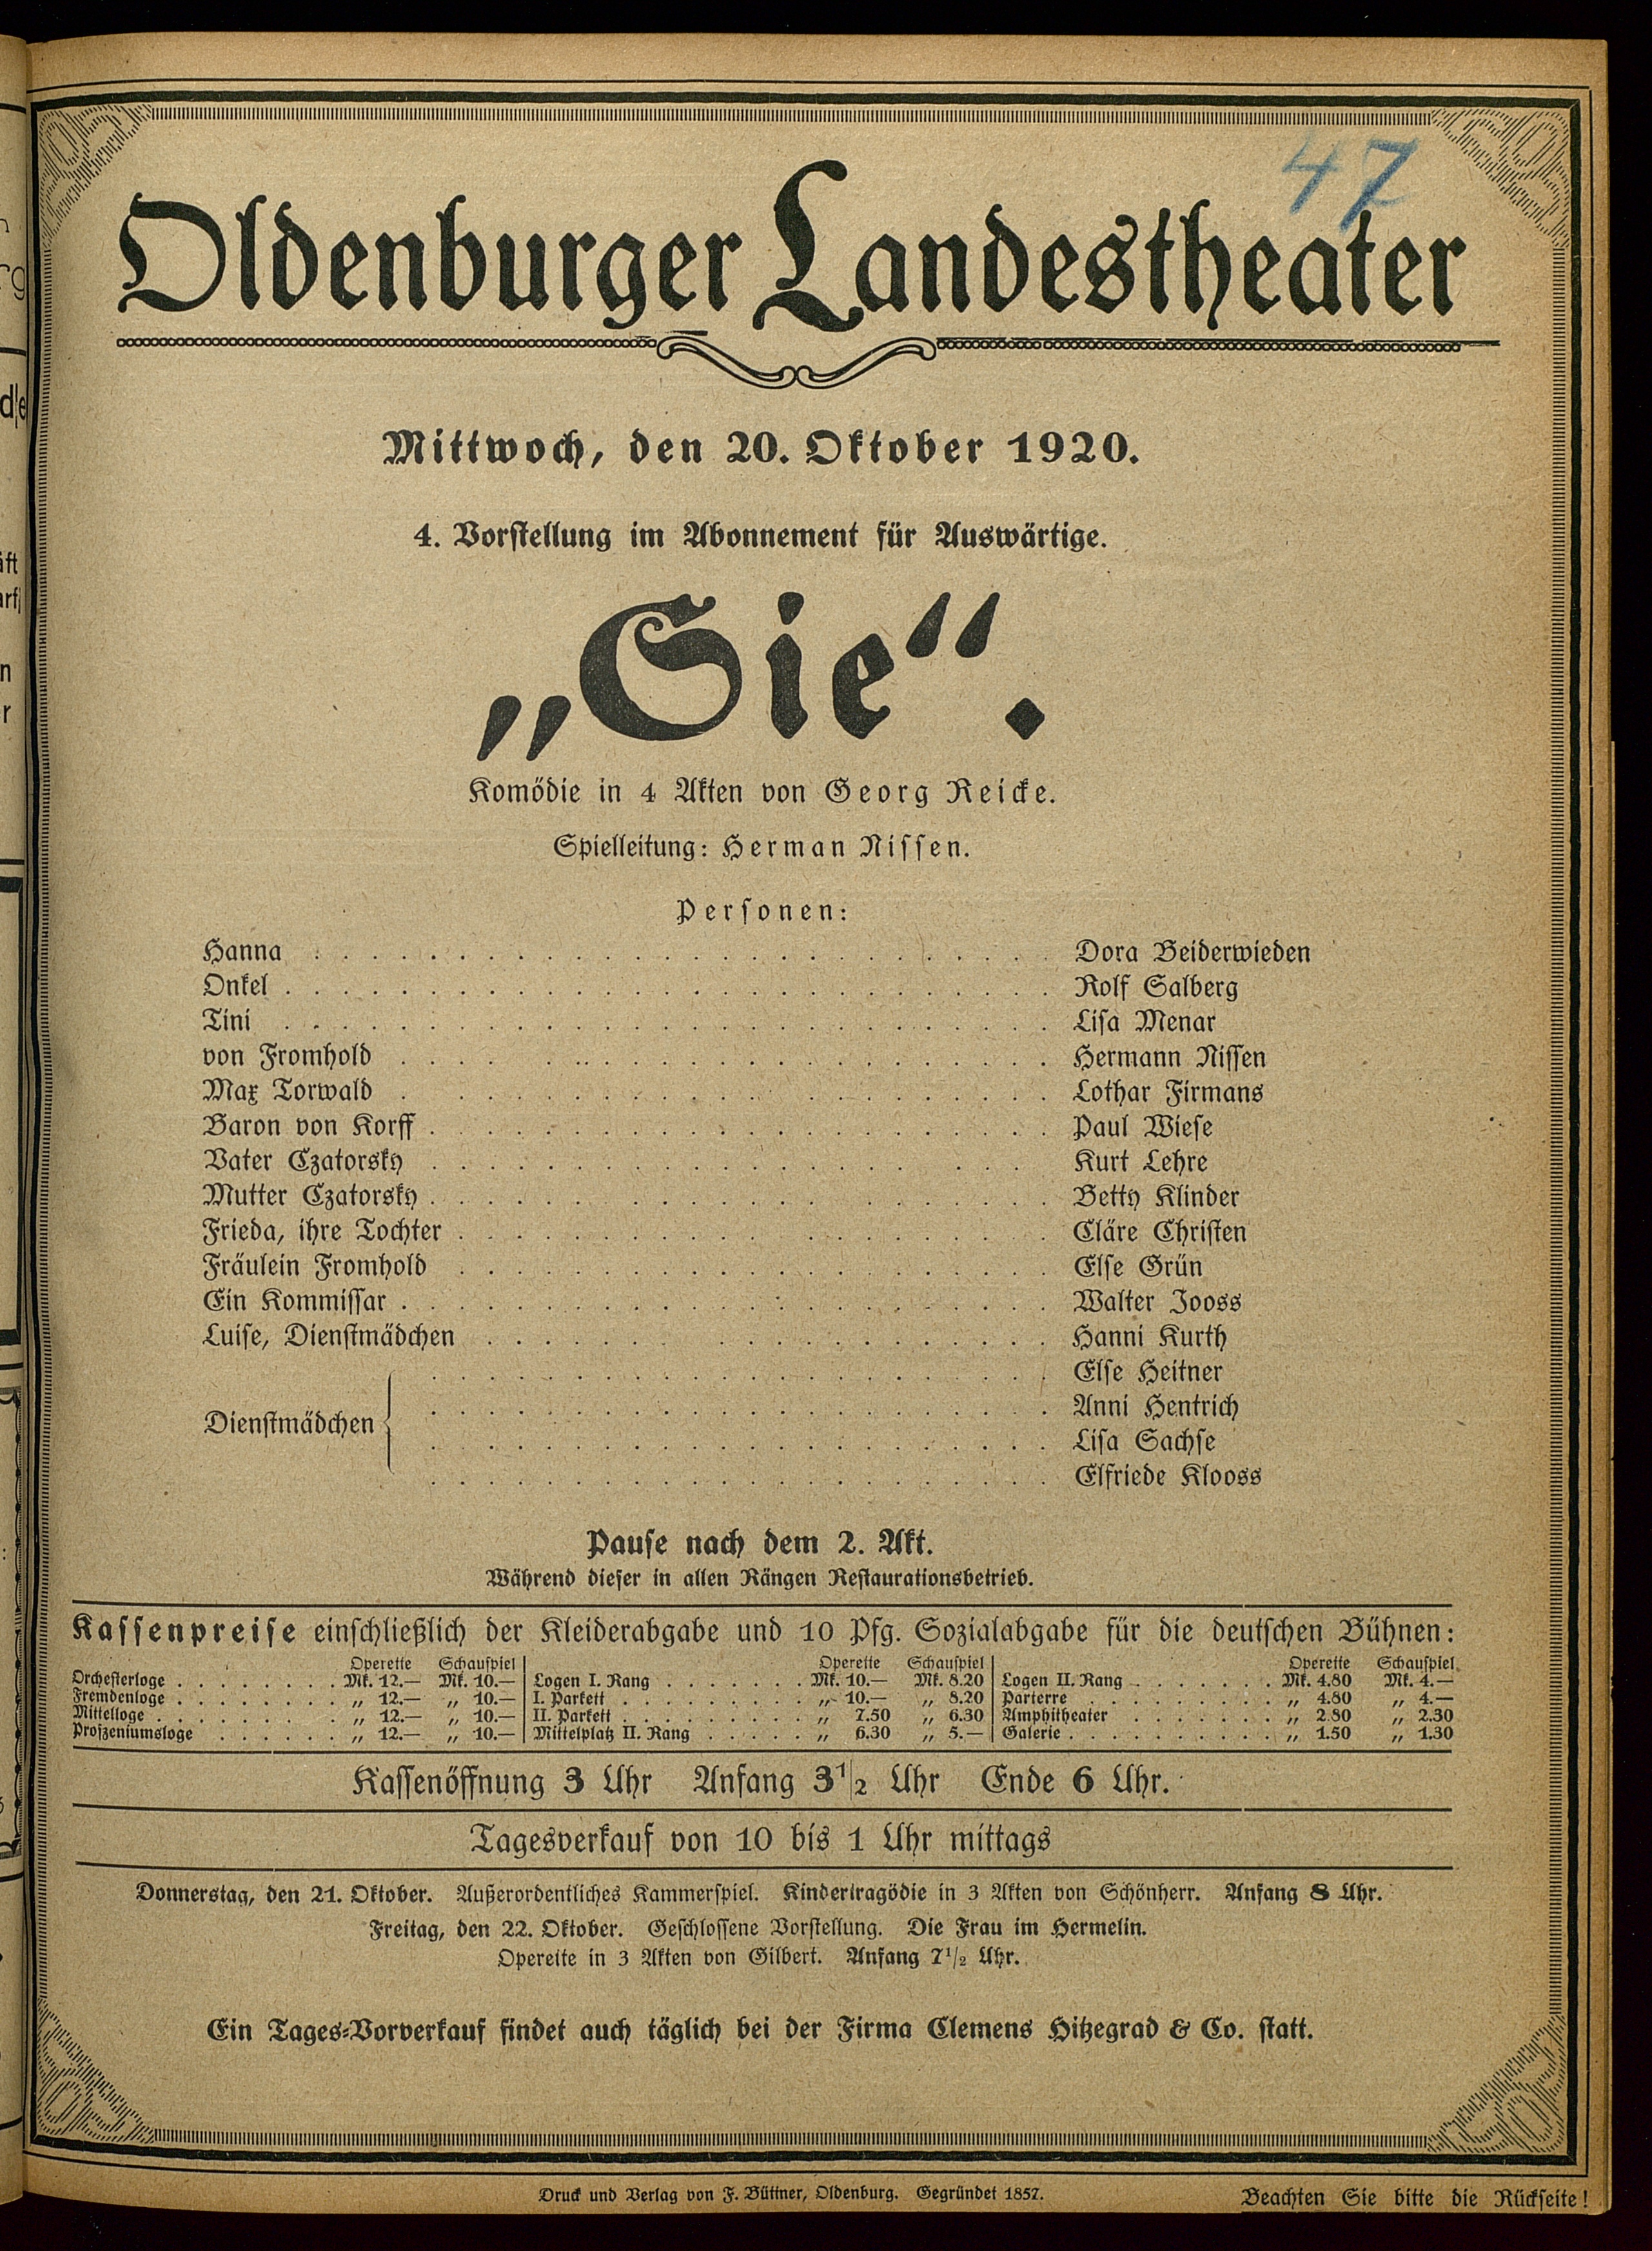 47
Oldenburger Landestheater
Mittwoch, den 20. Oktober 1920.
4. Vorstellung im Abonnement für Auswärtige.
„Sie“.
Komödie in 4 Akten von Georg Reicke.
Spielleitung: Herman Nissen.
Personen:
Hanna . . . . . Dora Beiderwieden
Onkel . . . . . Rolf Salberg
Tini . . . . . Lisa Menar
von Fromhold . . . . . Hermann Nissen
Max Torwald . . . . . Lothar Firmans
Baron von Korff . . . . . Paul Wiese
Vater Czatorsky . . . . . Kurt Lehre
Mutter Czatorsky . . . . . Betty Klinder
Frieda, ihre Tochter . . . . . Cläre Christen
Fräulein Fromhold . . . . . Else Grün
Ein Kommissar . . . . . Walter Jooss
Luise, Dienstmädchen . . . . . Hanni Kurth
Dienstmädchen { . . . . . Else Heitner
. . . . . Anni Hentrich
. . . . . Lisa Sachse
. . . . . Elfriede Klooss
Pause nach dem 2. Akt.
Während dieser in allen Rängen Restaurationsbetrieb.
Kassenpreise einschließlich der Kleiderabgabe und 10 Pfg. Sozialabgabe für die deutschen Bühnen:
Operette Schauspiel
Orchesterloge . . . . . Mk. 12.— Mk. 10.—
Fremdenloge . . . . . „ 12.— „ 10.—
Mittelloge . . . . . „ 12.— „ 10.—
Proszeniumsloge . . . . . „ 12.— „ 10.—
Operette Schauspiel
Logen I. Rang . . . . . Mk. 10.— Mk. 8.20
I. Parkett . . . . . „ 10.— „ 8.20
II. Parkett . . . . . „ 7.50 „ 6.30
Mittelplatz II. Rang . . . . . „ 6.30 „ 5.—
Operette Schauspiel
Logen II. Rang . . . . . Mk. 4.80 Mk. 4.—
Parterre . . . . . „ 4.80 „ 4.—
Amphitheater . . . . . „ 2.80 „ 2.30
Galerie . . . . . „ 1.50 „ 1.30
Kassenöffnung 3 Uhr Anfang 3 1/2 Uhr Ende 6 Uhr.
Tagesverkauf von 10 bis 1 Uhr mittags
Donnerstag, den 21. Oktober. Außerordentliches Kammerspiel. Kindertragödie in 3 Akten von Schönherr. Anfang 8 Uhr.
Freitag, den 22. Oktober. Geschlossene Vorstellung. Die Frau im Hermelin.
Operette in 3 Akten von Gilbert. Anfang 7 1/2 Uhr.
Ein Tages-Vorverkauf findet auch täglich bei der Firma Clemens Hitzegrad & Co. statt.
Druck und Verlag von F. Büttner, Oldenburg. Gegründet 1857.
Beachten Sie bitte die Rückseite!